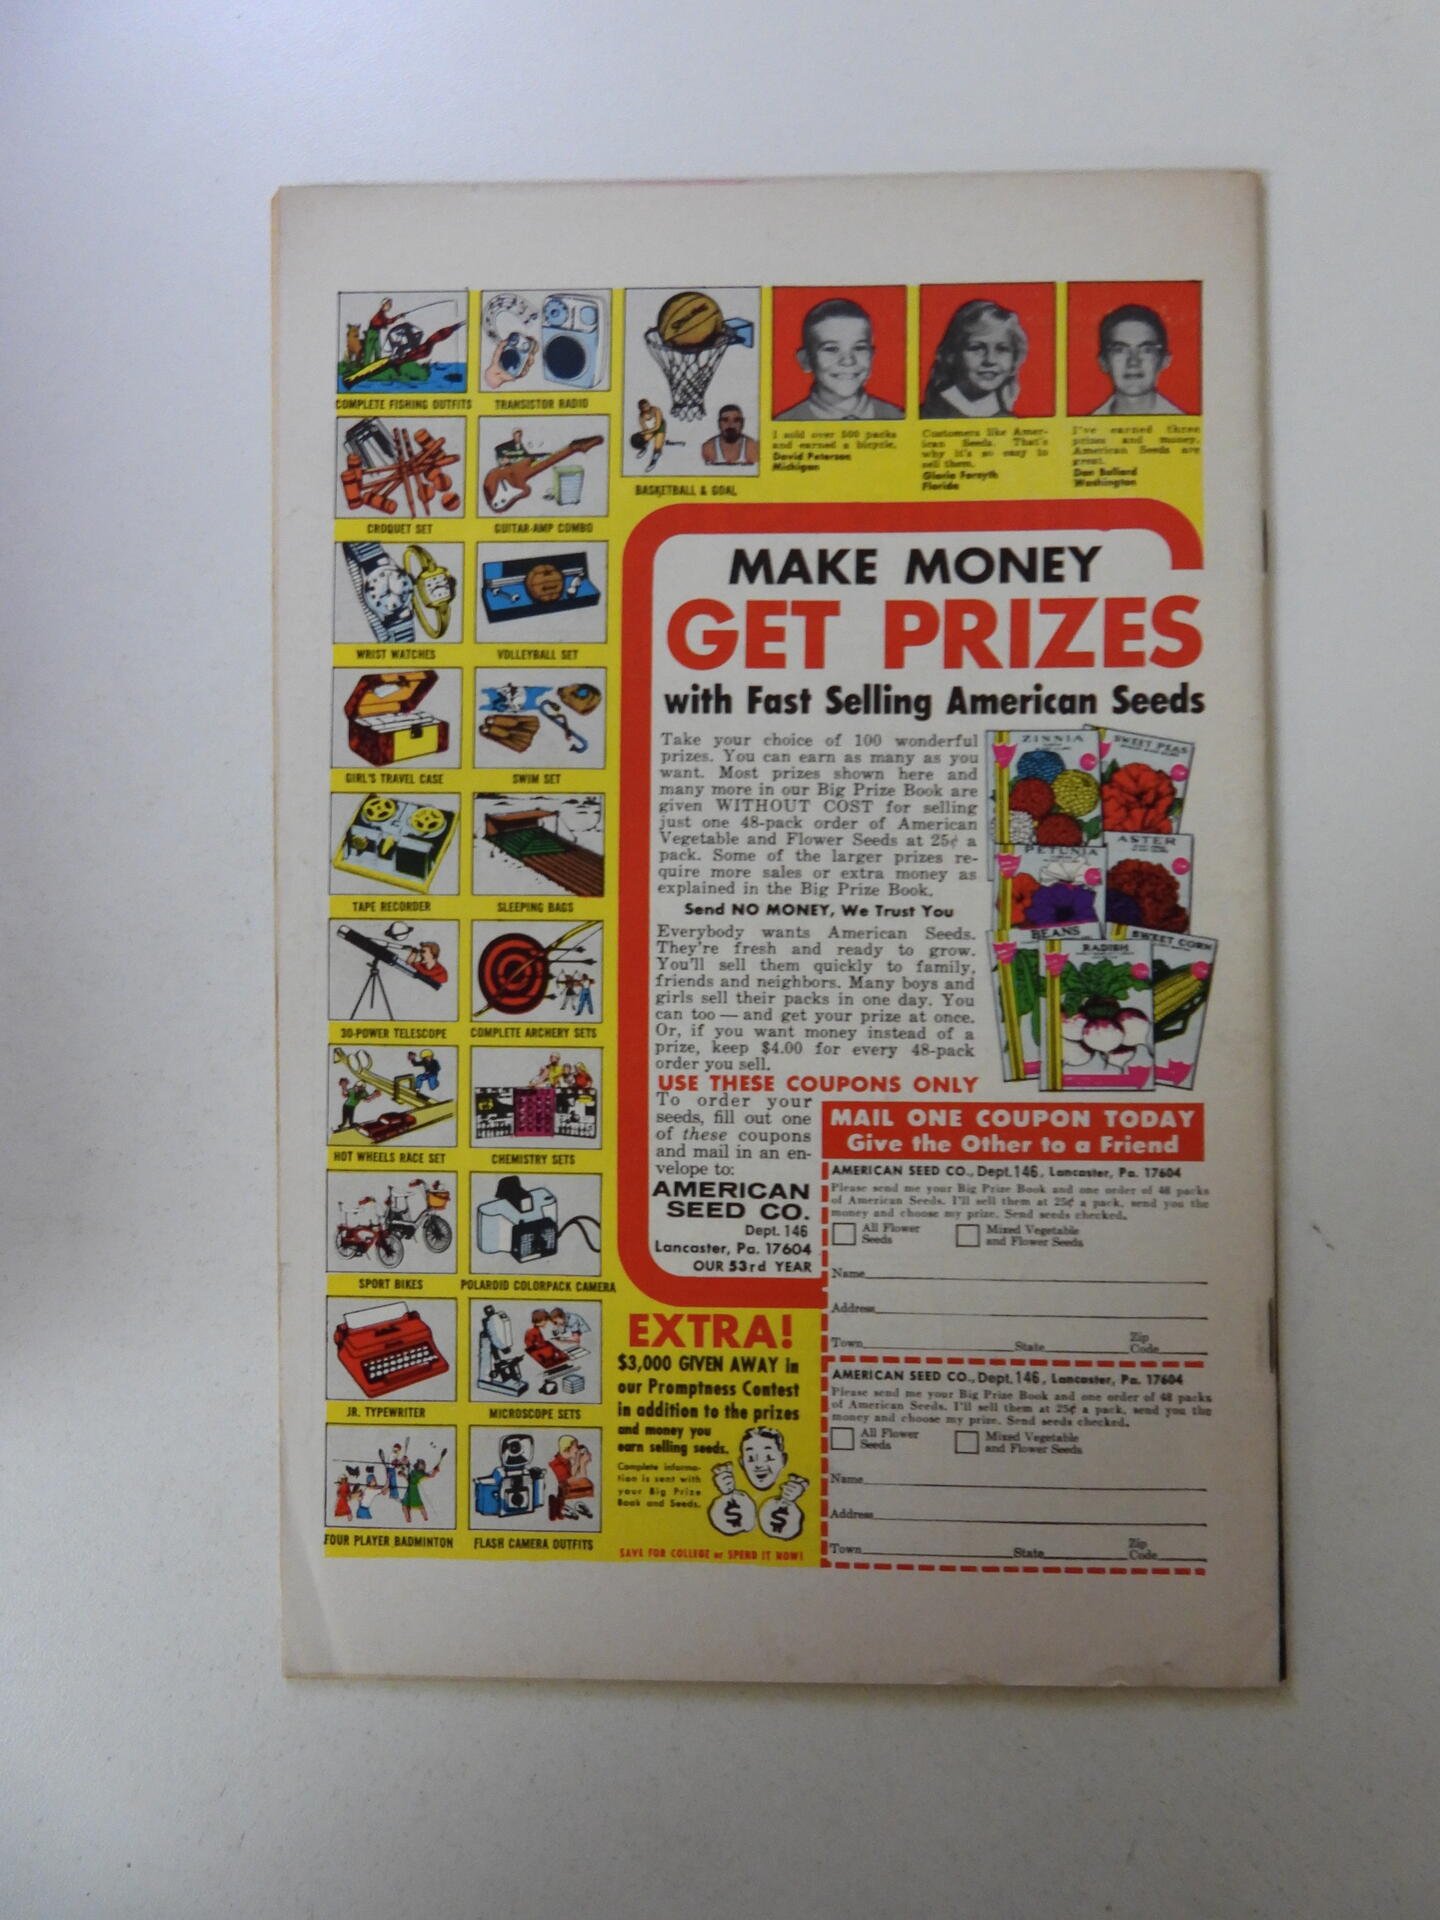 COMPLETE FISHING OUTFITS
TRANSISTOR RADIO
CROQUET SET
GUITAR-AMP COMBO
WRIST WATCHES
VOLLEYBALL SET
GIRL'S TRAVEL CASE
SWIM SET
TAPE RECORDER
SLEEPING BAGS
30-POWER TELESCOPE
COMPLETE ARCHERY SETS
HOT WHEELS RACE SET
CHEMISTRY SETS
SPORT BIKES
POLAROID COLORPACK CAMERA
JR. TYPEWRITER
MICROSCOPE SETS
FOUR PLAYER BADMINTON
FLASH CAMERA OUTFITS
Barry
Chamberlain
BASKETBALL & GOAL
I sold over 500 packs
and earned a bicycle.
David Peterson
Michigan
Customers like Amer-
ican Seeds. That's
why it's so easy to
sell them.
Gloria Forsyth
Florida
I've earned three
prizes and money.
American Seeds are
great.
Dan Bullard
Washington
MAKE MONEY
GET PRIZES
with Fast Selling American Seeds
Take your choice of 100 wonderful
prizes. You can earn as many as you
want. Most prizes shown here and
many more in our Big Prize Book are
given WITHOUT COST for selling
just one 48-pack order of American
Vegetable and Flower Seeds at 25¢ a
pack. Some of the larger prizes re-
quire more sales or extra money as
explained in the Big Prize Book.
Send NO MONEY, We Trust You
Everybody wants American Seeds.
They're fresh and ready to grow.
You'll sell them quickly to family,
friends and neighbors. Many boys and
girls sell their packs in one day. You
can too — and get your prize at once.
Or, if you want money instead of a
prize, keep $4.00 for every 48-pack
order you sell.
ZINNIA
SWEET PEAS
PETUNIA
ASTER
BEANS
RADISH
SWEET CORN
USE THESE COUPONS ONLY
To order your
seeds, fill out one
of these coupons
and mail in an en-
velope to:
AMERICAN
SEED CO.
Dept. 146
Lancaster, Pa. 17604
OUR 53rd YEAR
EXTRA!
$3,000 GIVEN AWAY in
our Promptness Contest
in addition to the prizes
and money you
earn selling seeds.
Complete informa-
tion is sent with
your Big Prize
Book and Seeds.
$ $
SAVE FOR COLLEGE or SPEND IT NOW!
MAIL ONE COUPON TODAY
Give the Other to a Friend
AMERICAN SEED CO., Dept. 146, Lancaster, Pa. 17604
Please send me your Big Prize Book and one order of 48 packs
of American Seeds. I'll sell them at 25¢ a pack, send you the
money and choose my prize. Send seeds checked.
All Flower Seeds
Mixed Vegetable and Flower Seeds
Name
Address
Town State Zip Code
AMERICAN SEED CO., Dept. 146, Lancaster, Pa. 17604
Please send me your Big Prize Book and one order of 48 packs
of American Seeds. I'll sell them at 25¢ a pack, send you the
money and choose my prize. Send seeds checked.
All Flower Seeds
Mixed Vegetable and Flower Seeds
Name
Address
Town State Zip Code